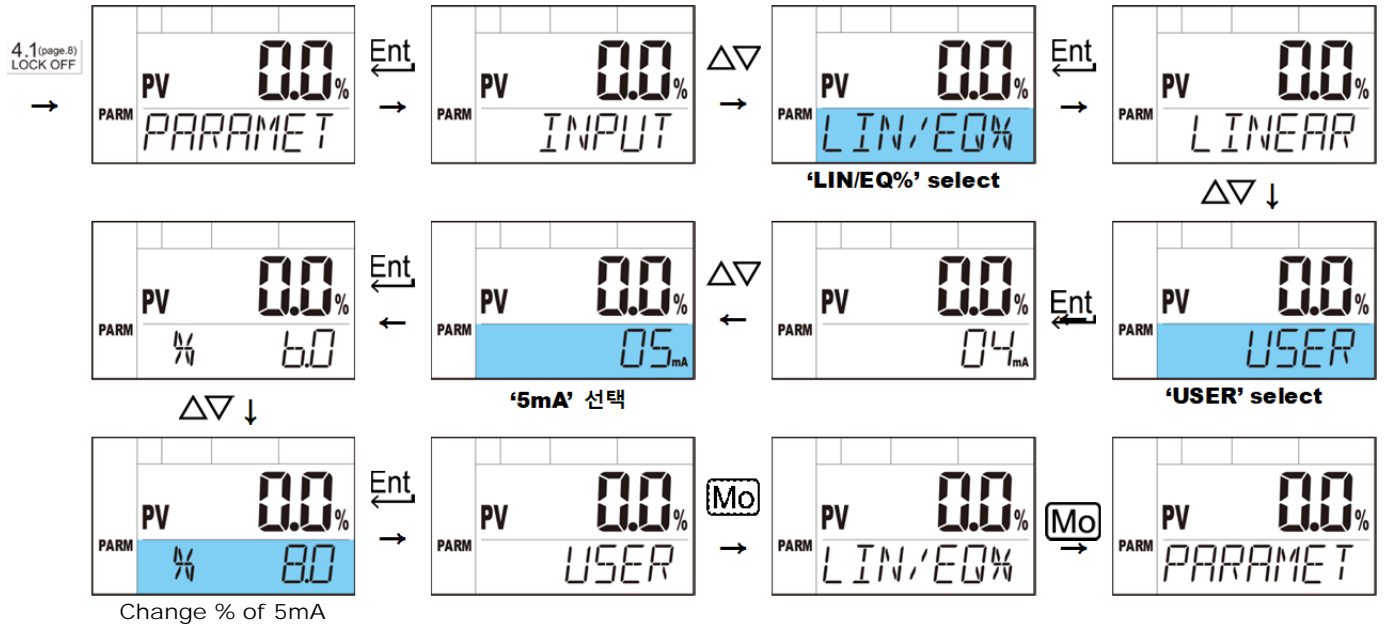 4.1(page.8)
LOCK OFF
→
PARM
PV 0.0%
PARAMET
Ent
→
PARM
PV 0.0%
INPUT
△▽
→
PARM
PV 0.0%
LIN/EQ%
‘LIN/EQ%’ select
Ent
→
PARM
PV 0.0%
LINEAR
△▽ ↓
PARM
PV 0.0%
% 6.0
Ent
←
PARM
PV 0.0%
05mA
‘5mA’ 선택
△▽
←
PARM
PV 0.0%
04mA
Ent
←
PARM
PV 0.0%
USER
‘USER’ select
△▽ ↓
PARM
PV 0.0%
% 8.0
Change % of 5mA
Ent
→
PARM
PV 0.0%
USER
Mo
→
PARM
PV 0.0%
LIN/EQ%
Mo
→
PARM
PV 0.0%
PARAMET